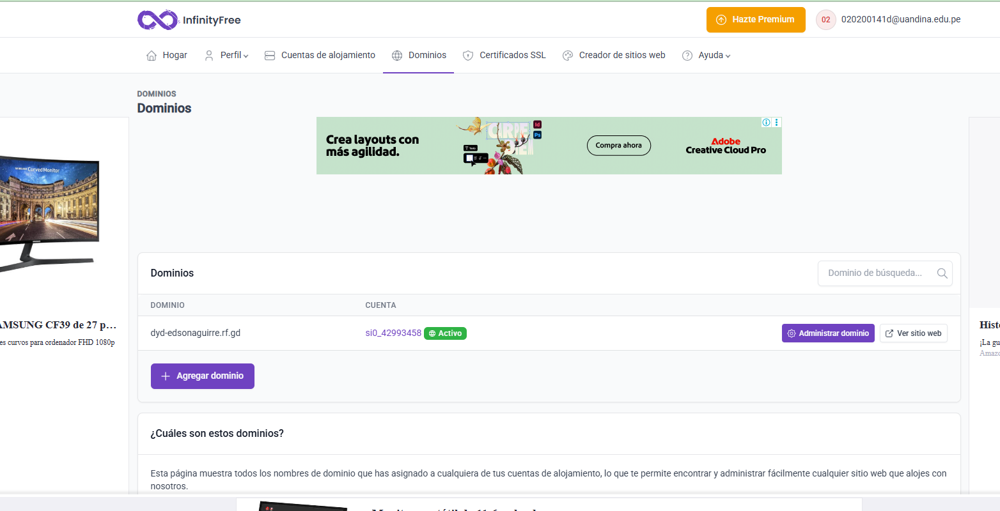 InfinityFree
Hazte Premium
02
020200141d@uandina.edu.pe
Hogar
Perfil
Cuentas de alojamiento
Dominios
Certificados SSL
Creador de sitios web
Ayuda
DOMINIOS
Dominios
Crea layouts con
más agilidad.
Id
Ps
Texto
Compra ahora
Adobe
Creative Cloud Pro
SAMSUNG CurvedMonitor
AMSUNG CF39 de 27 p…
es curvos para ordenador FHD 1080p
Dominios
Dominio de búsqueda...
DOMINIO
CUENTA
dyd-edsonaguirre.rf.gd
si0_42993458
Activo
Administrar dominio
Ver sitio web
Agregar dominio
Hist
¡La gu
Amazo
¿Cuáles son estos dominios?
Esta página muestra todos los nombres de dominio que has asignado a cualquiera de tus cuentas de alojamiento, lo que te permite encontrar y administrar fácilmente cualquier sitio web que alojes con
nosotros.